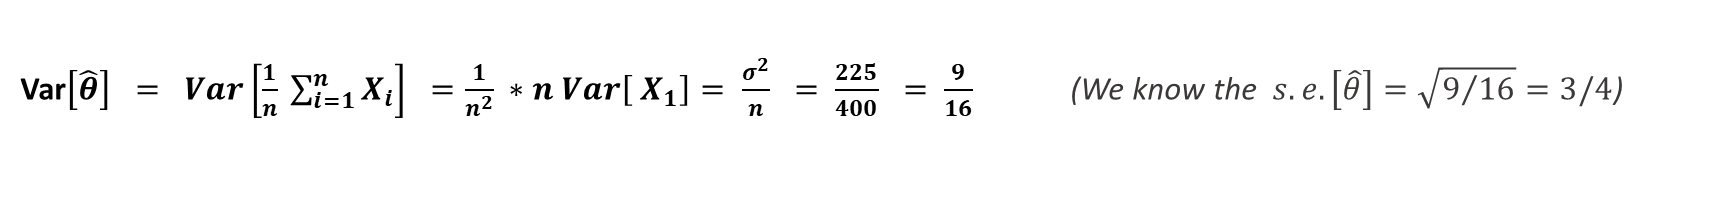 Var[θ̂] = Var[1/n ∑ⁿᵢ₌₁ Xᵢ] = 1/n² * n Var[ X₁] = σ²/n = 225/400 = 9/16 (We know the s.e.[θ̂] = √9/16 = 3/4)